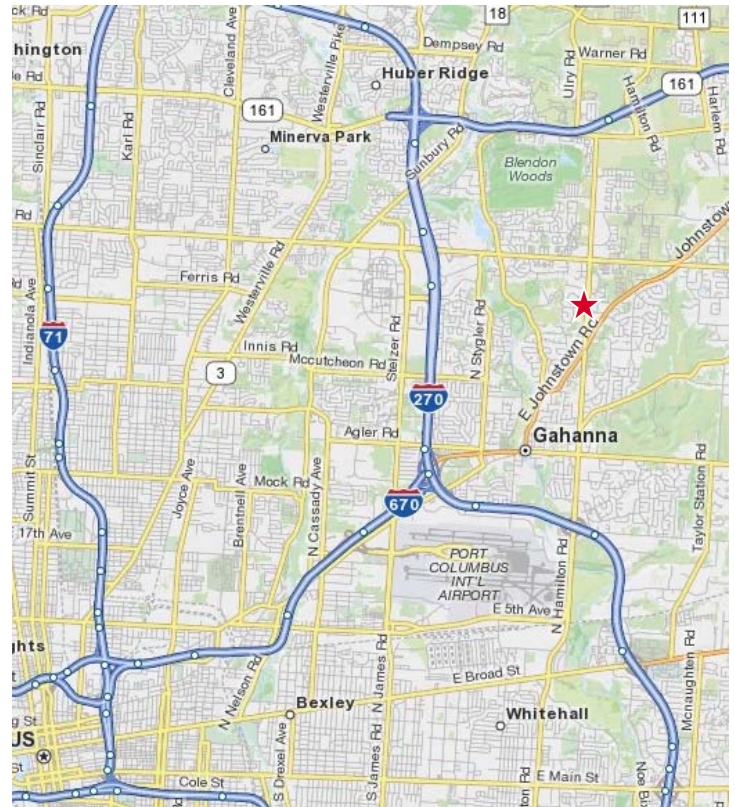 18
111
Dempsey Rd
Warner Rd
hington
Cleveland Ave
Westerville Pike
Huber Ridge
Ulry Rd
161
Hamilton Rd
Harlem Rd
161
Sinclair Rd
Karl Rd
Minerva Park
Sunbury Rd
Blendon
Woods
Rd
Johnstown
Westerville Rd
Ferris Rd
Indianola Ave
71
Innis Rd
Mccutcheon Rd
Stelzer Rd
N Stygler Rd
E Johnstown Rd
3
270
Agler Rd
Gahanna
Summit St
Joyce Ave
Mock Rd
Brentnell Ave
N Cassady Ave
670
Taylor Station Rd
17th Ave
PORT
COLUMBUS
INT'L
AIRPORT
N Hamilton Rd
E 5th Ave
ghts
N Nelson Rd
N James Rd
E Broad St
Mcnaughten Rd
Bexley
Whitehall
g St
US
St
S Drexel Ave
S James Rd
Cole St
E Main St
Noe Bi